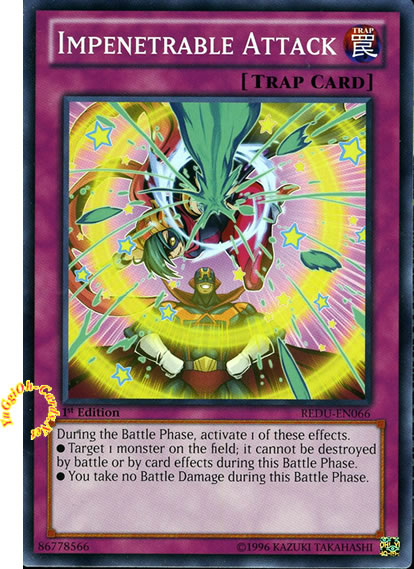 IMPENETRABLE ATTACK
TRAP
罠
[TRAP CARD]
YuGgiOh-Cards.Net
1st Edition
REDU-EN066
During the Battle Phase, activate 1 of these effects.
● Target 1 monster on the field; it cannot be destroyed
by battle or by card effects during this Battle Phase.
● You take no Battle Damage during this Battle Phase.
86778566
©1996 KAZUKI TAKAHASHI